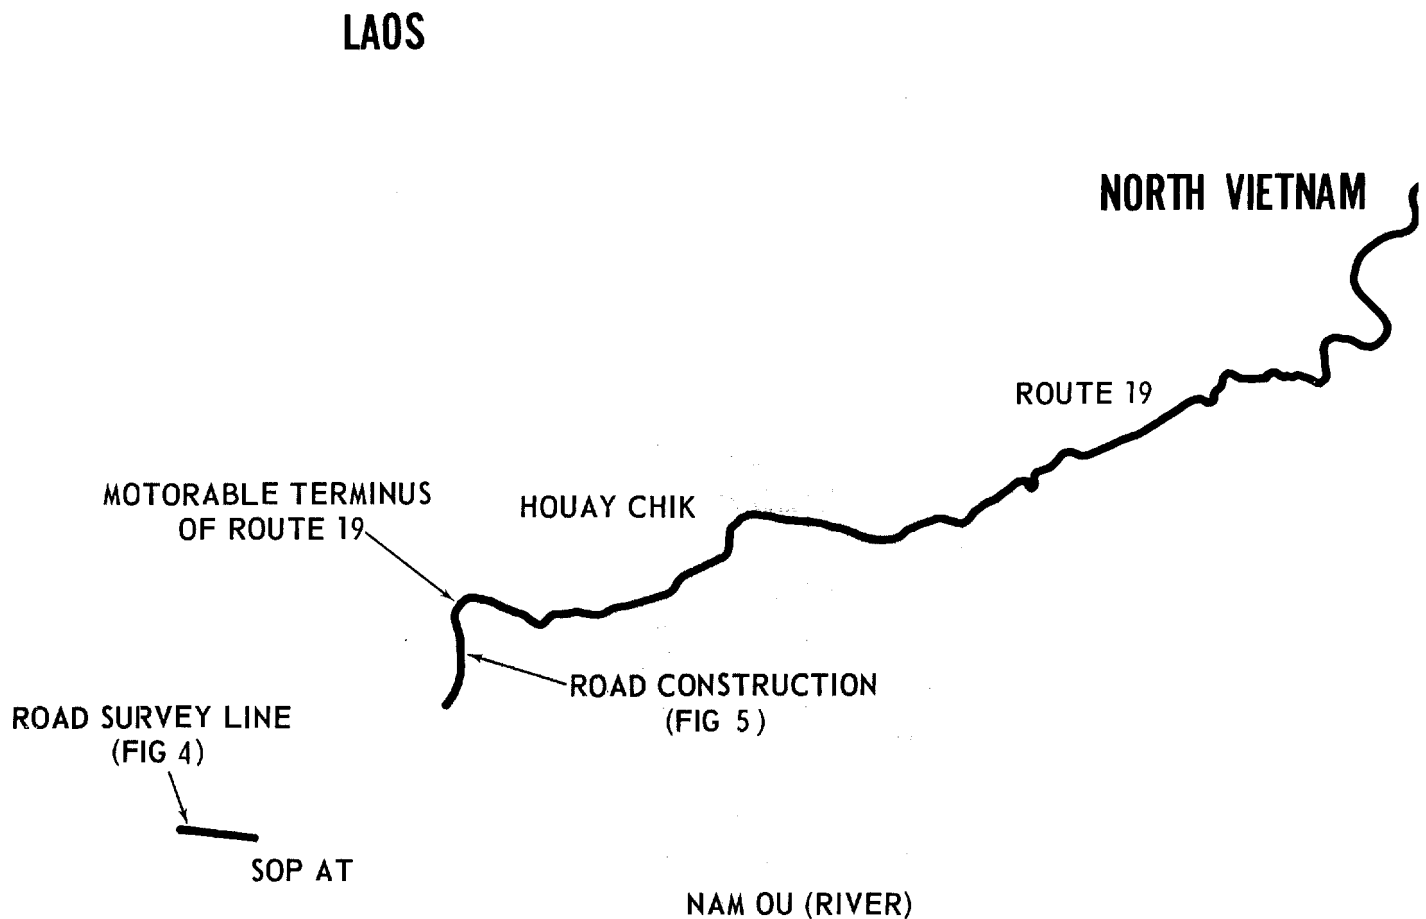 LAOS
NORTH VIETNAM
ROUTE 19
MOTORABLE TERMINUS
OF ROUTE 19
HOUAY CHIK
ROAD CONSTRUCTION
(FIG 5)
ROAD SURVEY LINE
(FIG 4)
SOP AT
NAM OU (RIVER)